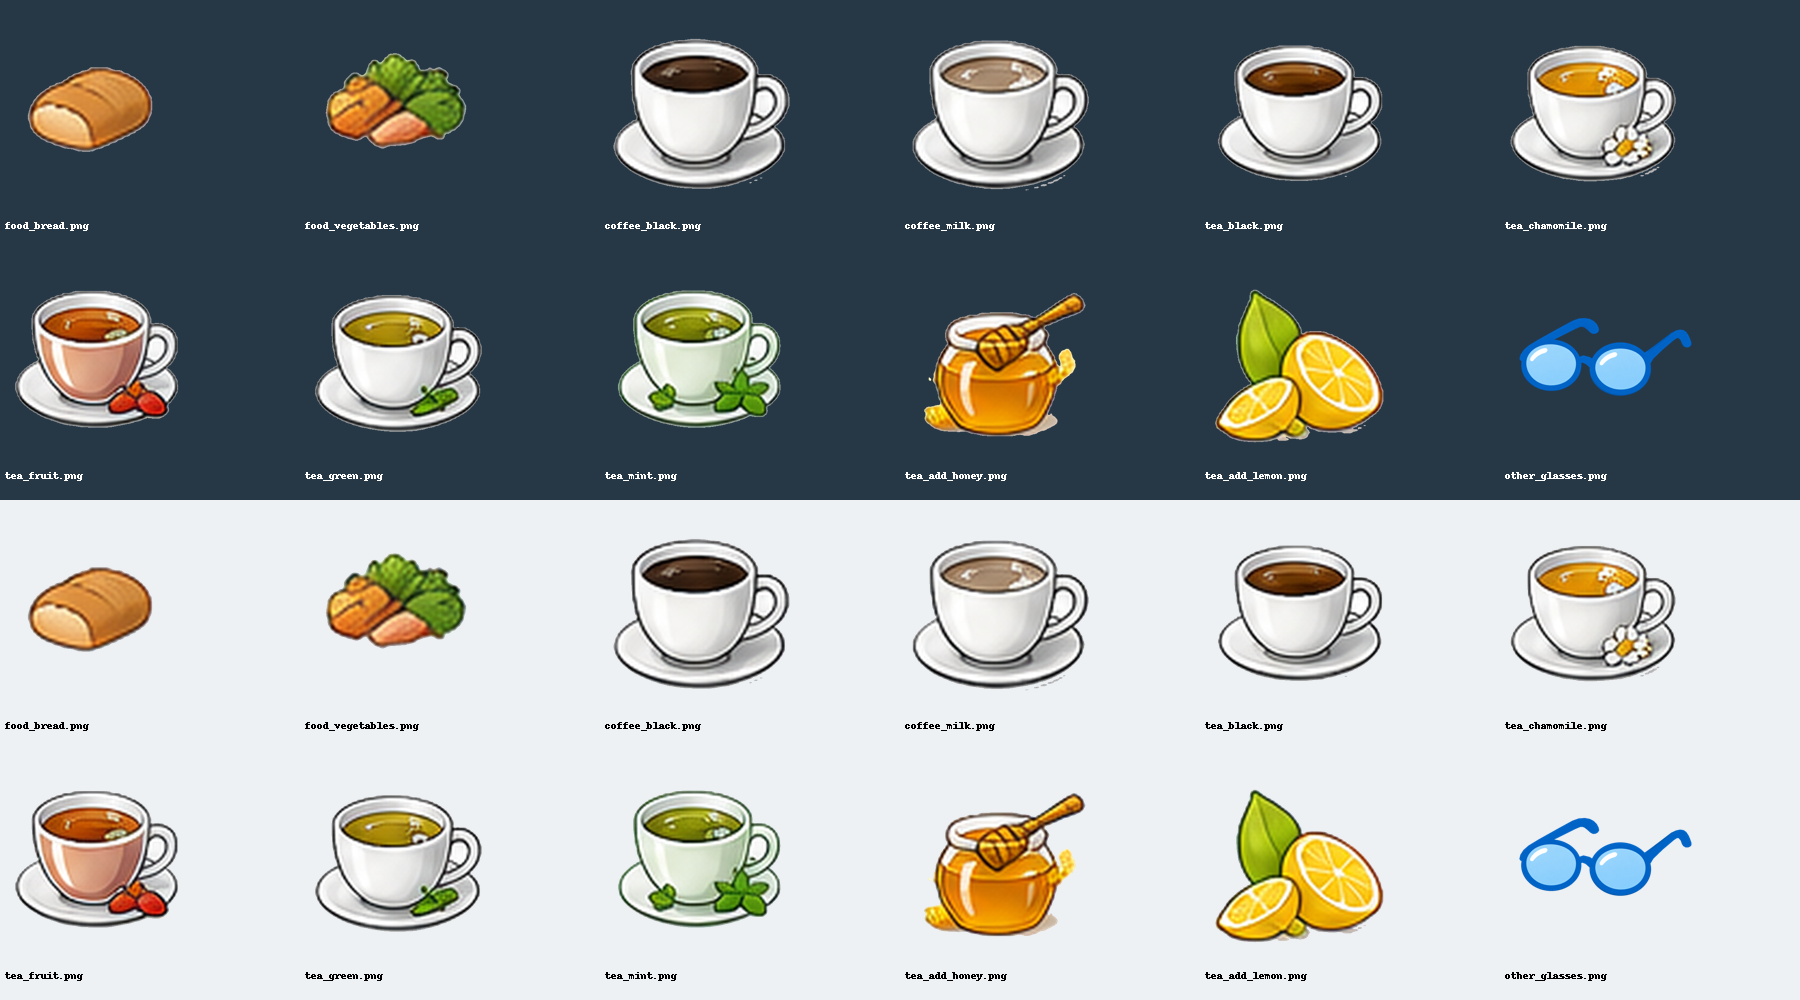 food_bread.png
food_vegetables.png
coffee_black.png
coffee_milk.png
tea_black.png
tea_chamomile.png
tea_fruit.png
tea_green.png
tea_mint.png
tea_add_honey.png
tea_add_lemon.png
other_glasses.png
food_bread.png
food_vegetables.png
coffee_black.png
coffee_milk.png
tea_black.png
tea_chamomile.png
tea_fruit.png
tea_green.png
tea_mint.png
tea_add_honey.png
tea_add_lemon.png
other_glasses.png